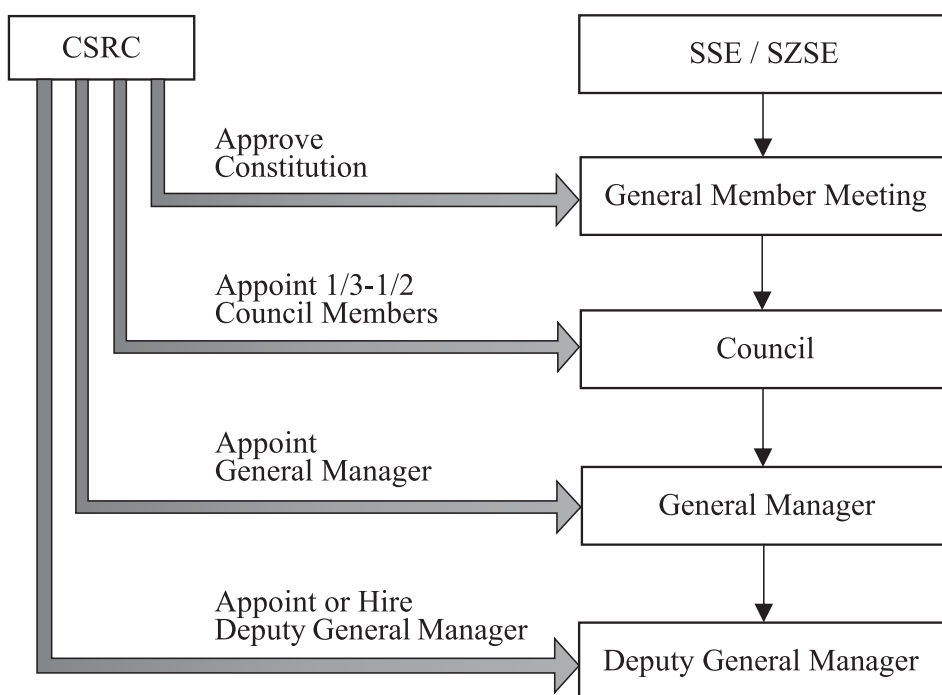 CSRC
SSE / SZSE
Approve
Constitution
General Member Meeting
Appoint 1/3-1/2
Council Members
Council
Appoint
General Manager
General Manager
Appoint or Hire
Deputy General Manager
Deputy General Manager